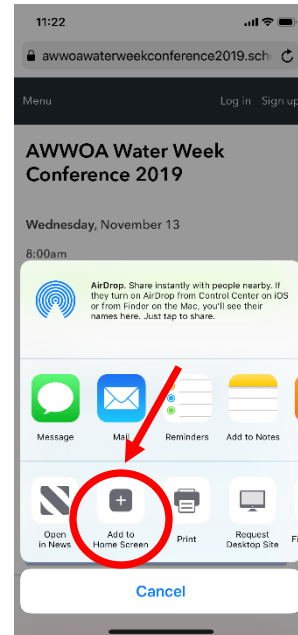 11:22
awwoawaterweekconference2019.sch
Menu Log in Sign up
AWWOA Water Week
Conference 2019
Wednesday, November 13
8:00am
AirDrop. Share instantly with people nearby. If
they turn on AirDrop from Control Center on iOS
or from Finder on the Mac, you'll see their
names here. Just tap to share.
Message Mail Reminders Add to Notes
Open
in News
Add to
Home Screen
Print
Request
Desktop Site
Fi
Cancel